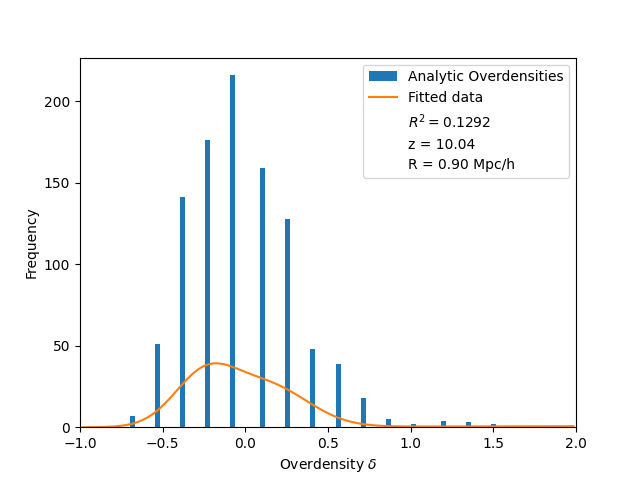 Analytic Overdensities
Fitted data
R² = 0.1292
z = 10.04
R = 0.90 Mpc/h
200
150
100
50
0
Frequency
−1.0 −0.5 0.0 0.5 1.0 1.5 2.0
Overdensity δ